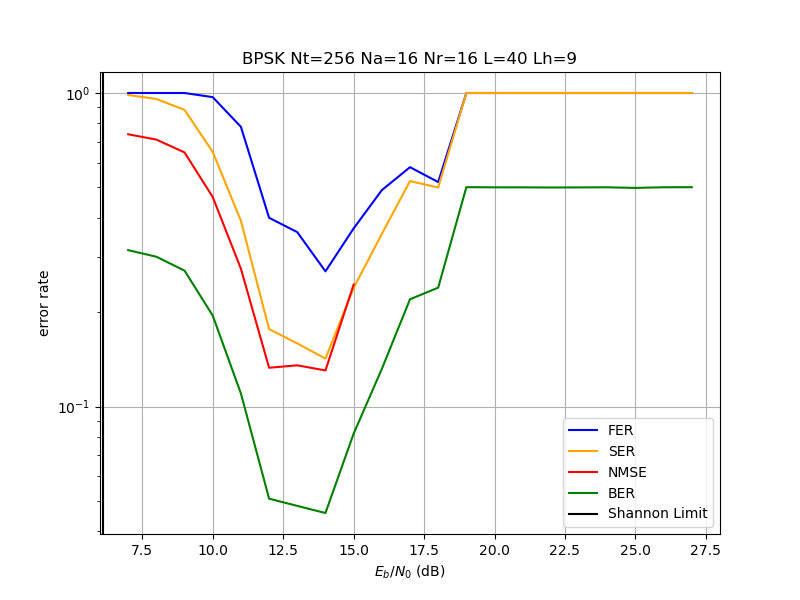 BPSK Nt=256 Na=16 Nr=16 L=40 Lh=9
10⁰
10⁻¹
error rate
7.5 10.0 12.5 15.0 17.5 20.0 22.5 25.0 27.5
E_b/N_0 (dB)
FER
SER
NMSE
BER
Shannon Limit